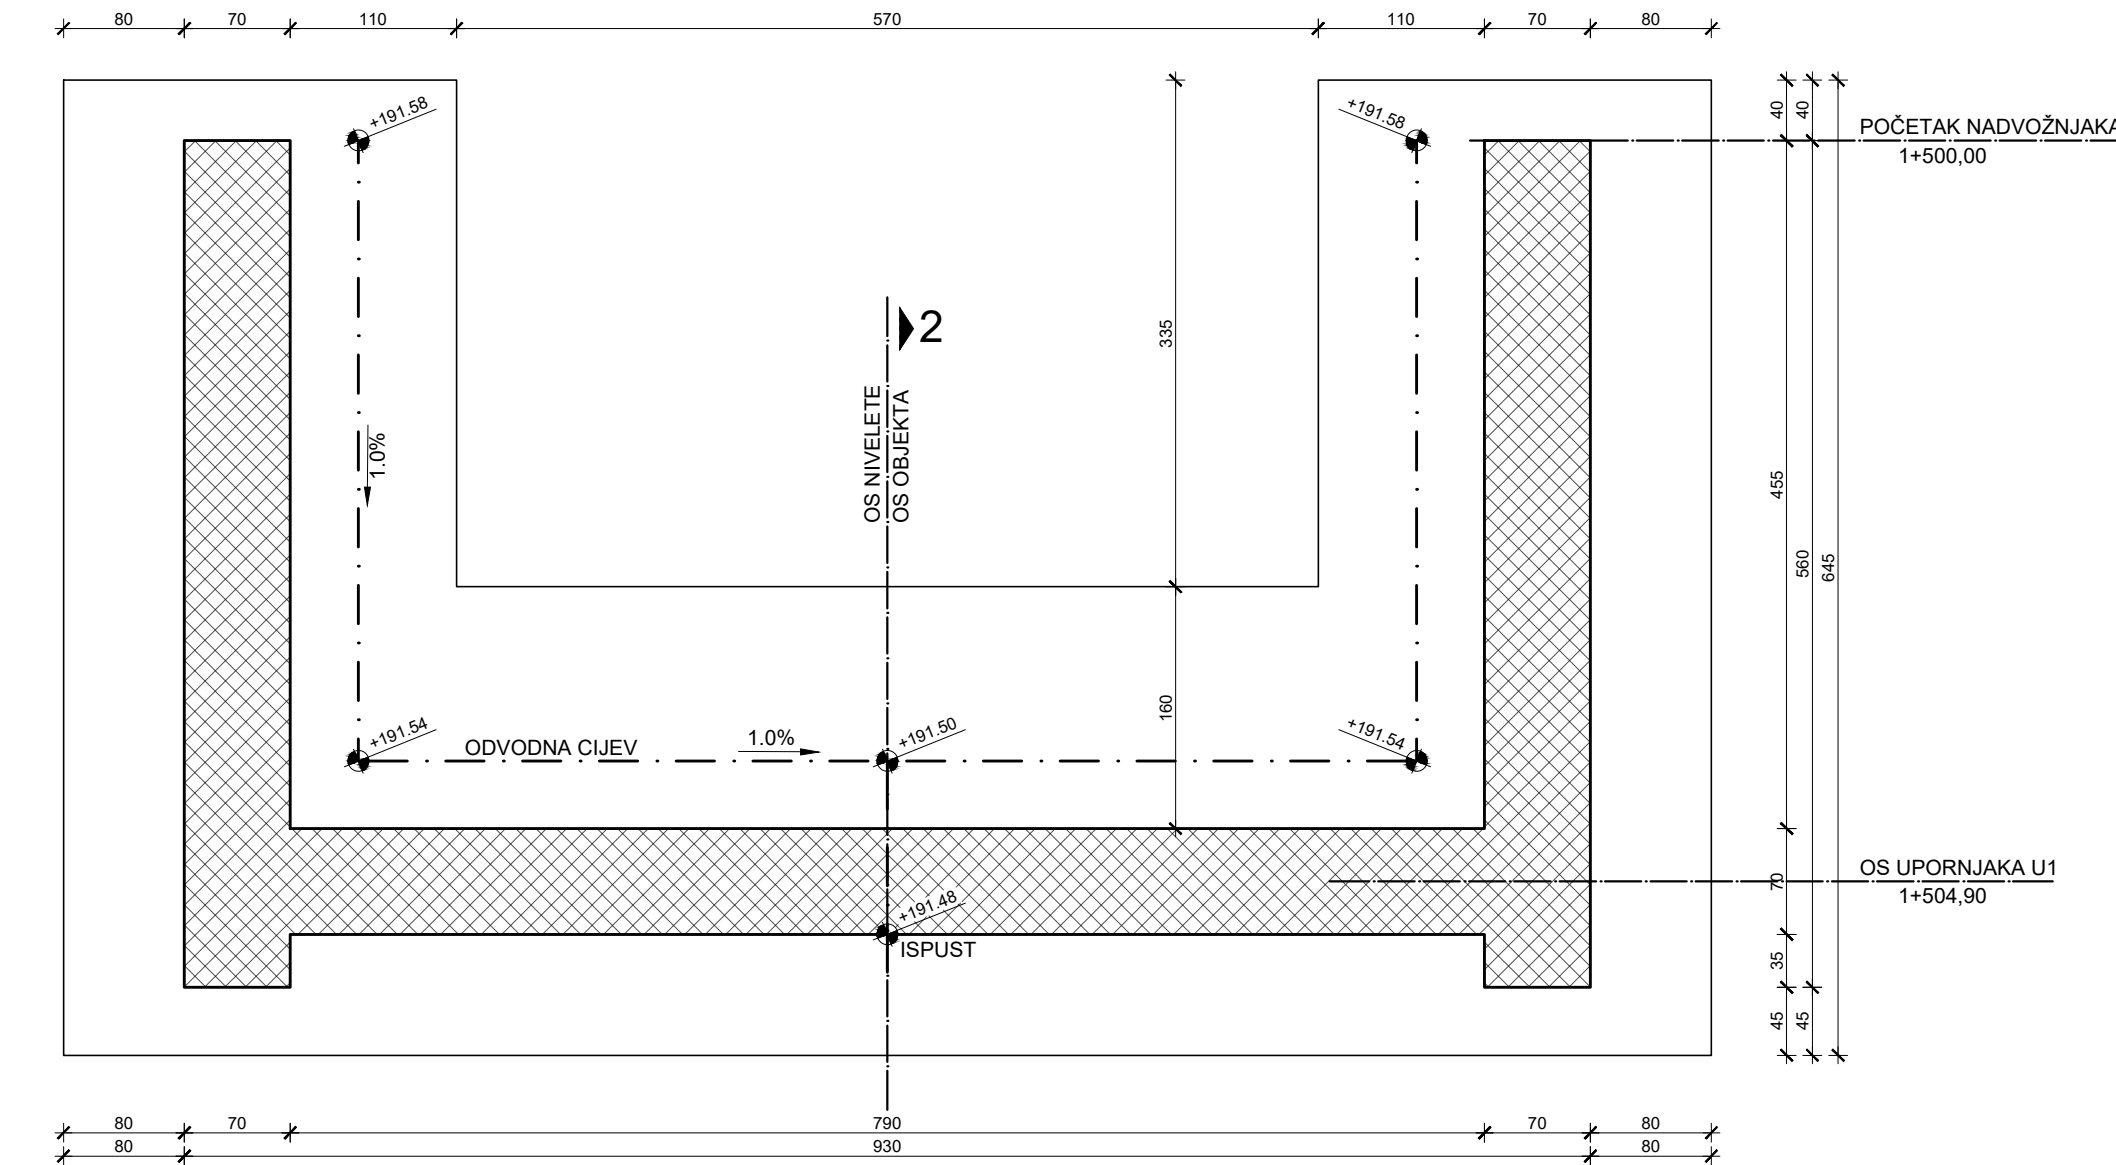 80 70 110 570 110 70 80
+191.58
+191.58
40
40
POČETAK NADVOŽNJAKA
1+500,00
2
335
OS NIVELETE
OS OBJEKTA
1.0%
455
560
645
160
+191.54
ODVODNA CIJEV
1.0%
+191.50
+191.54
OS UPORNJAKA U1
1+504,90
70
+191.48
ISPUST
35
45
45
80 70 790 70 80
80 930 80